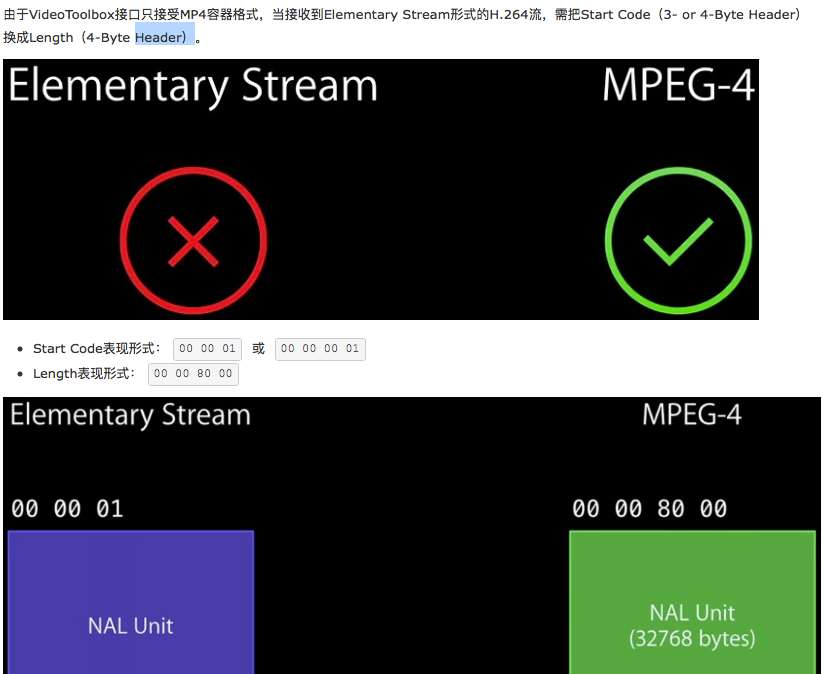 由于VideoToolbox接口只接受MP4容器格式，当接收到Elementary Stream形式的H.264流，需把Start Code（3- or 4-Byte Header）
换成Length（4-Byte Header）。
Elementary Stream MPEG-4
Start Code表现形式： 00 00 01 或 00 00 00 01
Length表现形式： 00 00 80 00
Elementary Stream MPEG-4
00 00 01 00 00 80 00
NAL Unit NAL Unit
(32768 bytes)